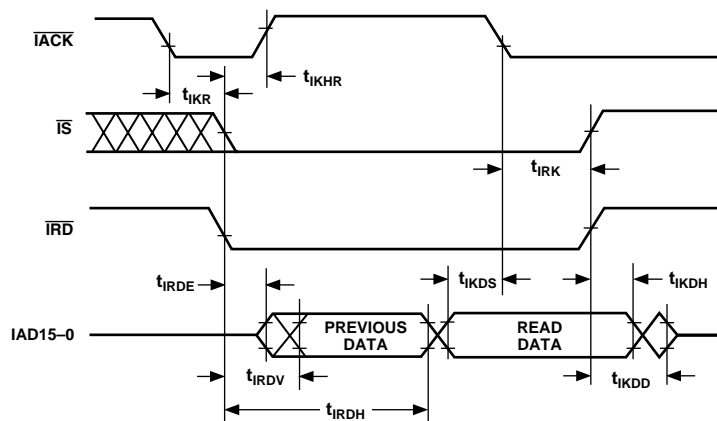 IACK
tIKHR
tIKR
IS
tIRK
IRD
tIRDE
tIKDS
tIKDH
IAD15–0
PREVIOUS
DATA
READ
DATA
tIRDV
tIKDD
tIRDH